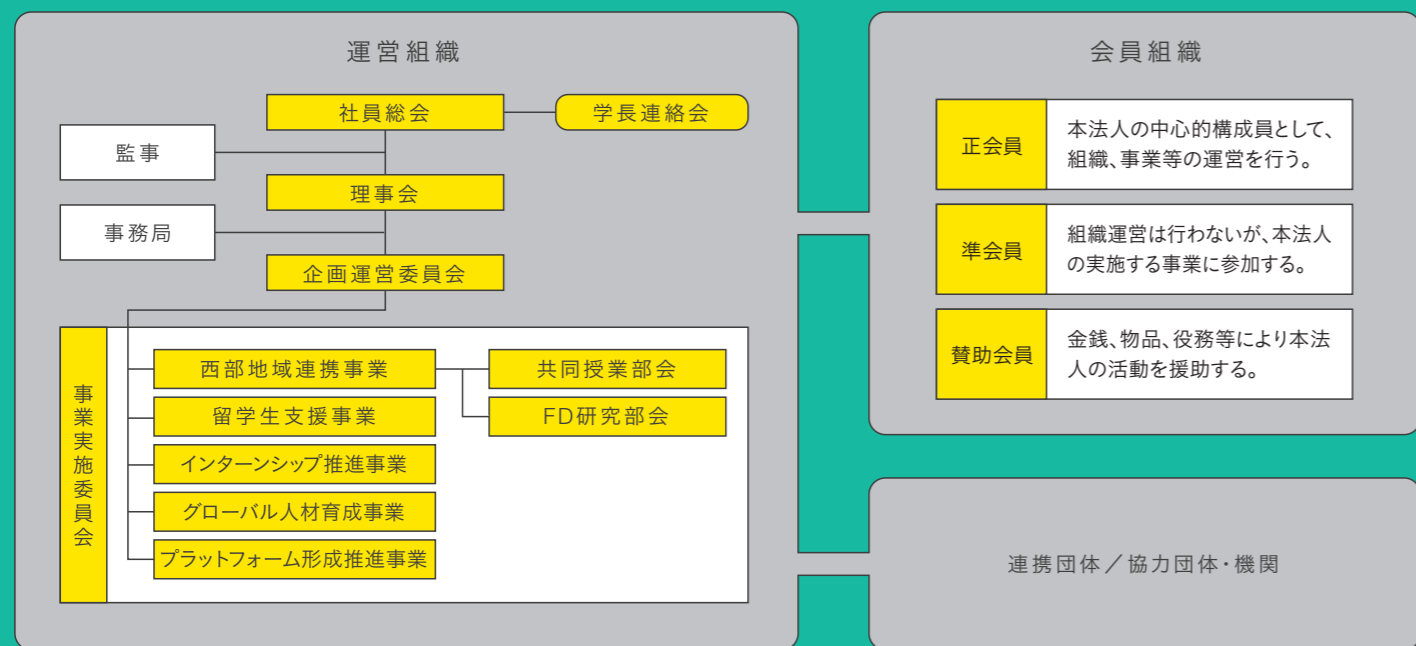 運営組織
社員総会
学長連絡会
監事
理事会
事務局
企画運営委員会
事業実施委員会
西部地域連携事業
共同授業部会
留学生支援事業
FD研究部会
インターンシップ推進事業
グローバル人材育成事業
プラットフォーム形成推進事業
会員組織
正会員
本法人の中心的構成員として、
組織、事業等の運営を行う。
準会員
組織運営は行わないが、本法人
の実施する事業に参加する。
賛助会員
金銭、物品、役務等により本法
人の活動を援助する。
連携団体／協力団体・機関